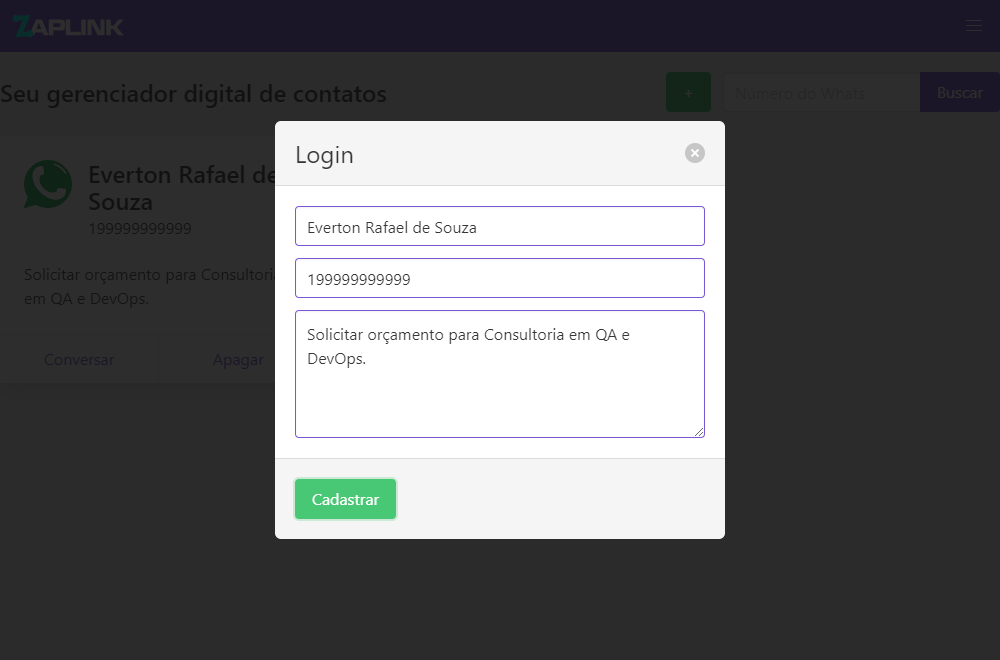 ZAPLINK
Seu gerenciador digital de contatos
+
Número do Whats
Buscar
Everton Rafael de
Souza
199999999999
Solicitar orçamento para Consultoria
em QA e DevOps.
Conversar
Apagar
Login
Everton Rafael de Souza
199999999999
Solicitar orçamento para Consultoria em QA e
DevOps.
Cadastrar